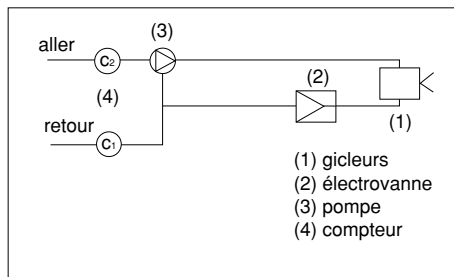 (3)
aller
C2
(2)
(4)
retour
C1
(1)
(1) gicleurs
(2) électrovanne
(3) pompe
(4) compteur